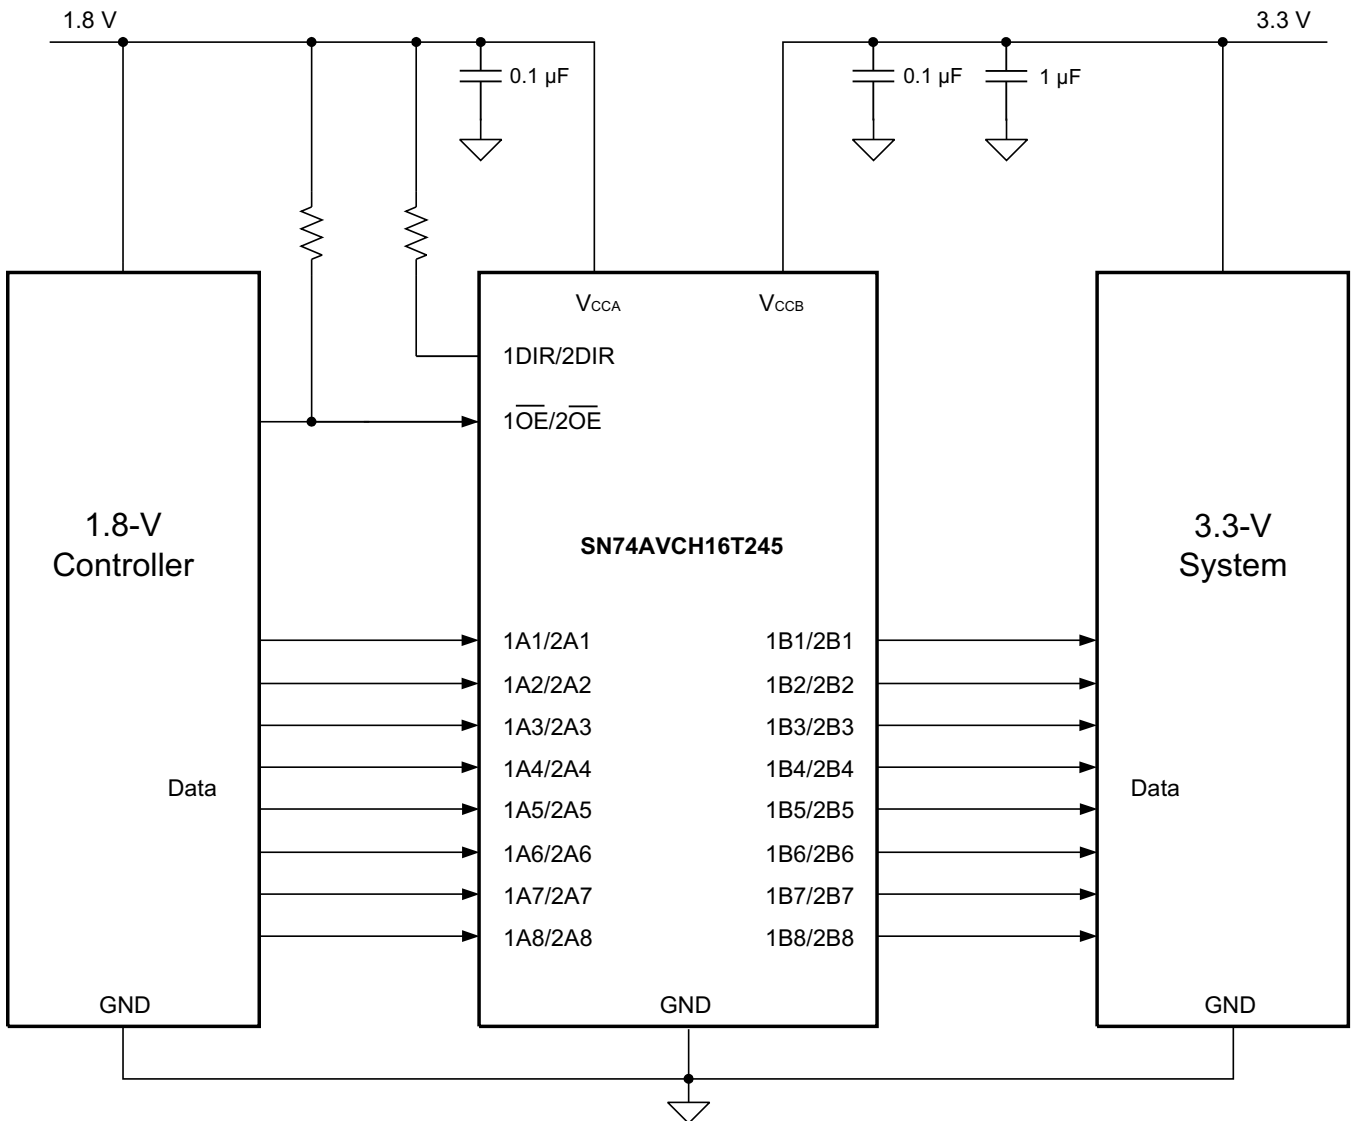 1.8 V
3.3 V
0.1 µF
0.1 µF
1 µF
VCCA
VCCB
1DIR/2DIR
1O̅E̅/2O̅E̅
1.8-V
Controller
SN74AVCH16T245
3.3-V
System
1A1/2A1
1B1/2B1
1A2/2A2
1B2/2B2
1A3/2A3
1B3/2B3
1A4/2A4
1B4/2B4
Data
Data
1A5/2A5
1B5/2B5
1A6/2A6
1B6/2B6
1A7/2A7
1B7/2B7
1A8/2A8
1B8/2B8
GND
GND
GND